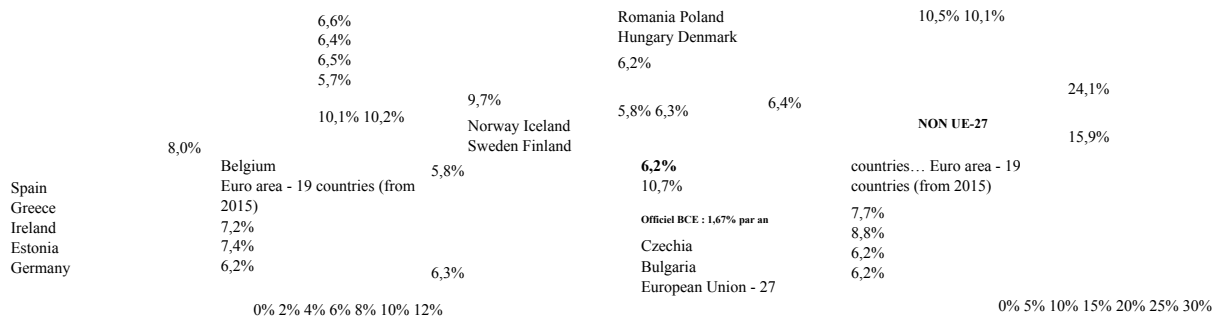 6,6%
6,4%
6,5%
5,7%
10,1% 10,2%
9,7%
Norway Iceland
Sweden Finland
8,0%
Belgium
Euro area - 19 countries (from
2015)
5,8%
Spain
Greece
Ireland
Estonia
Germany
7,2%
7,4%
6,2%
6,3%
0% 2% 4% 6% 8% 10% 12%
Romania Poland
Hungary Denmark
6,2%
10,5% 10,1%
5,8% 6,3%
6,4%
24,1%
NON UE-27
15,9%
6,2%
10,7%
countries… Euro area - 19
countries (from 2015)
Officiel BCE : 1,67% par an
7,7%
8,8%
6,2%
6,2%
Czechia
Bulgaria
European Union - 27
0% 5% 10% 15% 20% 25% 30%